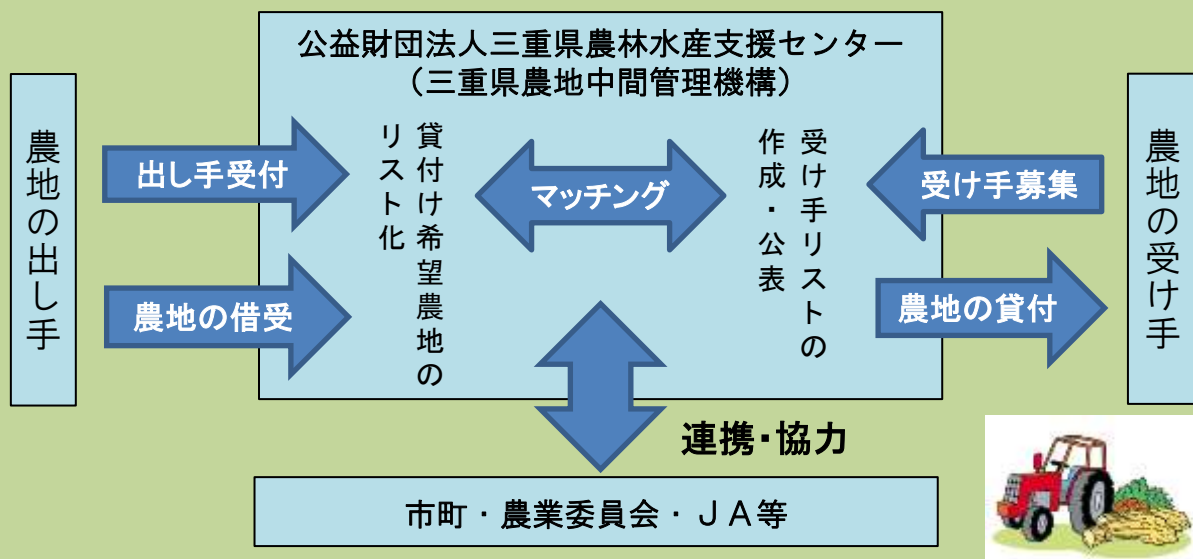 公益財団法人三重県農林水産支援センター
（三重県農地中間管理機構）
農地の出し手
出し手受付
農地の借受
貸付け希望農地の
リスト化
マッチング
受け手リストの
作成・公表
受け手募集
農地の貸付
農地の受け手
連携・協力
市町・農業委員会・ＪＡ等